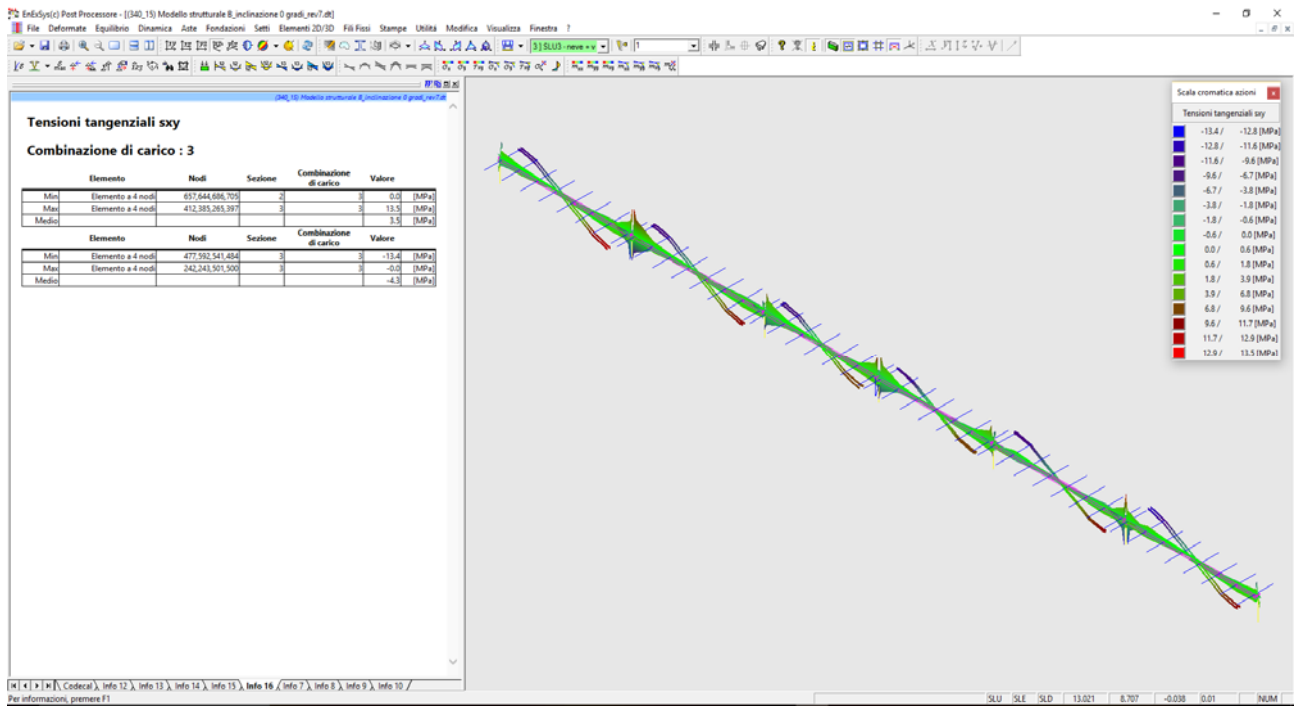 EnExSys(c) Post Processore - [(340_15) Modello strutturale B_inclinazione 0 gradi_rev7.dt]
File Deformate Equilibrio Dinamica Aste Fondazioni Setti Elementi 2D/3D Fili Fissi Stampe Utilità Modifica Visualizza Finestra ?
3] SLU3 - neve + v
1
(340_15) Modello strutturale B_inclinazione 0 gradi_rev7.dt
Tensioni tangenziali sxy
Combinazione di carico : 3
Elemento Nodi Sezione Combinazione di carico Valore
Min Elemento a 4 nodi 657,644,686,705 2 3 0.0 [MPa]
Max Elemento a 4 nodi 412,385,265,397 3 3 13.5 [MPa]
Medio 3.5 [MPa]
Elemento Nodi Sezione Combinazione di carico Valore
Min Elemento a 4 nodi 477,592,541,484 3 3 -13.4 [MPa]
Max Elemento a 4 nodi 242,243,501,500 3 3 -0.0 [MPa]
Medio -4.3 [MPa]
Scala cromatica azioni x
Tensioni tangenziali sxy
-13.4 / -12.8 [MPa]
-12.8 / -11.6 [MPa]
-11.6 / -9.6 [MPa]
-9.6 / -6.7 [MPa]
-6.7 / -3.8 [MPa]
-3.8 / -1.8 [MPa]
-1.8 / -0.6 [MPa]
-0.6 / 0.0 [MPa]
0.0 / 0.6 [MPa]
0.6 / 1.8 [MPa]
1.8 / 3.9 [MPa]
3.9 / 6.8 [MPa]
6.8 / 9.6 [MPa]
9.6 / 11.7 [MPa]
11.7 / 12.9 [MPa]
12.9 / 13.5 [MPa]
Codecal Info 12 Info 13 Info 14 Info 15 Info 16 Info 7 Info 8 Info 9 Info 10
Per informazioni, premere F1
SLU SLE SLD 13.021 8.707 -0.038 0.01 NUM